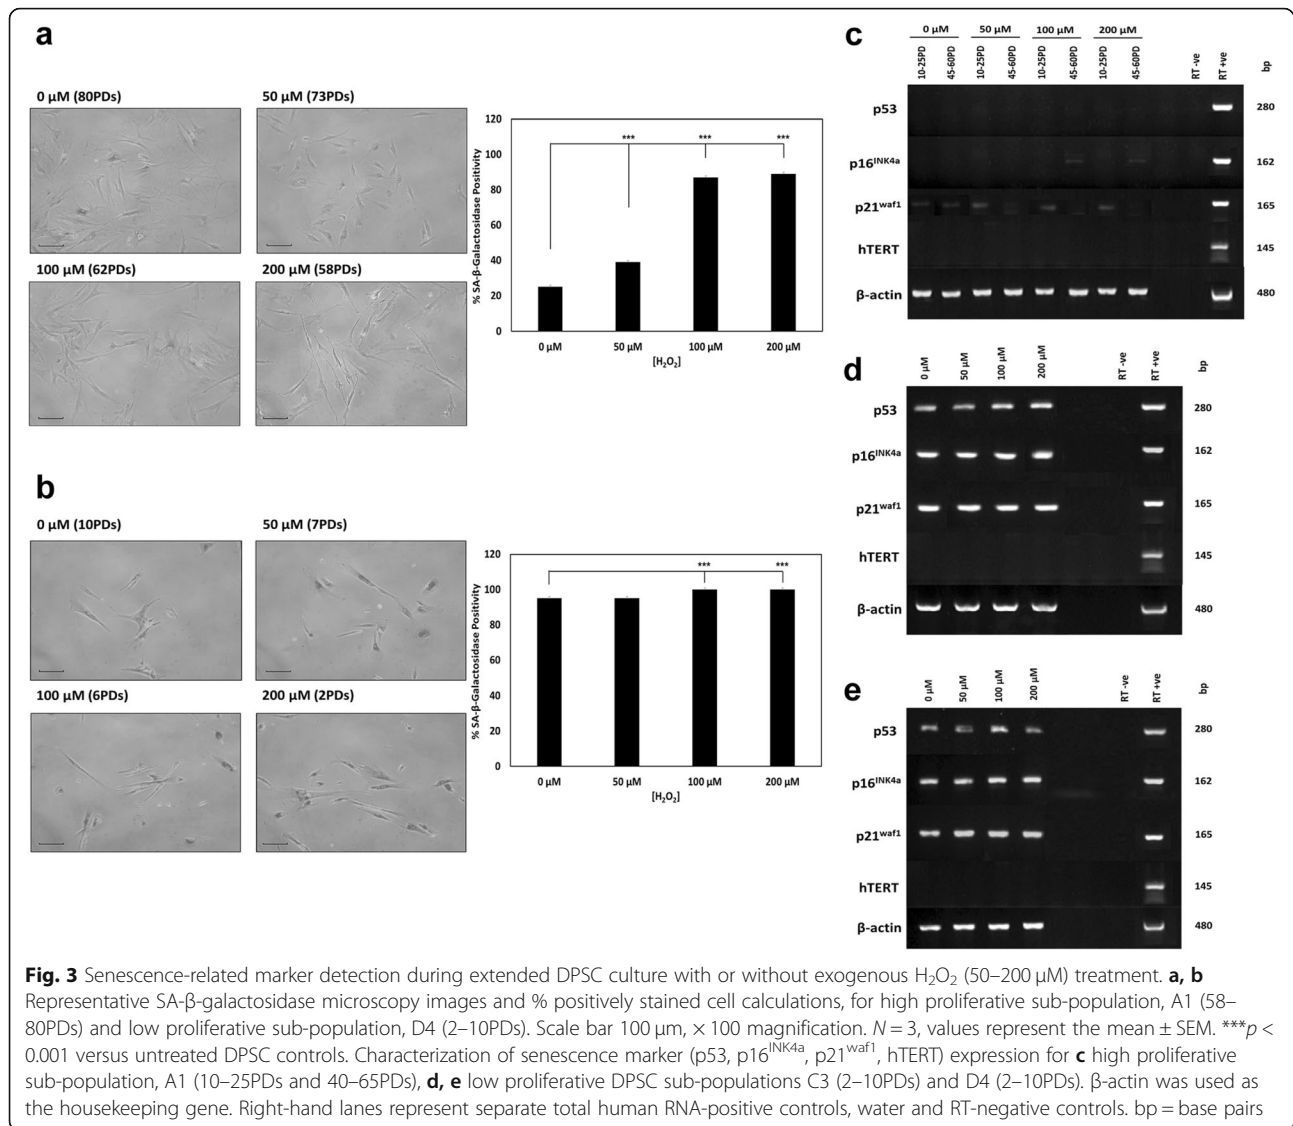 a
0 µM (80PDs)
50 µM (73PDs)
100 µM (62PDs)
200 µM (58PDs)
% SA-β-Galactosidase Positivity
120
100
80
60
40
20
0
***
***
***
0 µM
50 µM
100 µM
200 µM
[H₂O₂]
b
0 µM (10PDs)
50 µM (7PDs)
100 µM (6PDs)
200 µM (2PDs)
% SA-β-Galactosidase Positivity
120
100
80
60
40
20
0
***
***
0 µM
50 µM
100 µM
200 µM
[H₂O₂]
c
0 µM
50 µM
100 µM
200 µM
10-25PD
45-60PD
10-25PD
45-60PD
10-25PD
45-60PD
10-25PD
45-60PD
RT -ve
RT +ve
bp
p53
280
p16INK4a
162
p21waf1
165
hTERT
145
β-actin
480
d
0 µM
50 µM
100 µM
200 µM
RT -ve
RT +ve
bp
p53
280
p16INK4a
162
p21waf1
165
hTERT
145
β-actin
480
e
0 µM
50 µM
100 µM
200 µM
RT -ve
RT +ve
bp
p53
280
p16INK4a
162
p21waf1
165
hTERT
145
β-actin
480
Fig. 3 Senescence-related marker detection during extended DPSC culture with or without exogenous H₂O₂ (50–200 µM) treatment. a, b
Representative SA-β-galactosidase microscopy images and % positively stained cell calculations, for high proliferative sub-population, A1 (58–
80PDs) and low proliferative sub-population, D4 (2–10PDs). Scale bar 100 µm, × 100 magnification. N = 3, values represent the mean ± SEM. ***p <
0.001 versus untreated DPSC controls. Characterization of senescence marker (p53, p16INK4a, p21waf1, hTERT) expression for c high proliferative
sub-population, A1 (10–25PDs and 40–65PDs), d, e low proliferative DPSC sub-populations C3 (2–10PDs) and D4 (2–10PDs). β-actin was used as
the housekeeping gene. Right-hand lanes represent separate total human RNA-positive controls, water and RT-negative controls. bp = base pairs